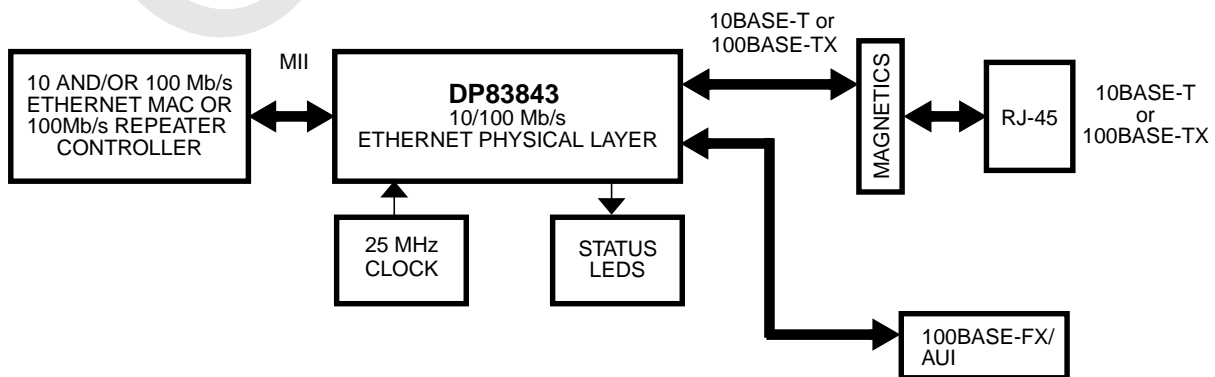 10 AND/OR 100 Mb/s
ETHERNET MAC OR
100Mb/s REPEATER
CONTROLLER
MII
DP83843
10/100 Mb/s
ETHERNET PHYSICAL LAYER
10BASE-T or
100BASE-TX
MAGNETICS
RJ-45
10BASE-T
or
100BASE-TX
25 MHz
CLOCK
STATUS
LEDS
100BASE-FX/
AUI